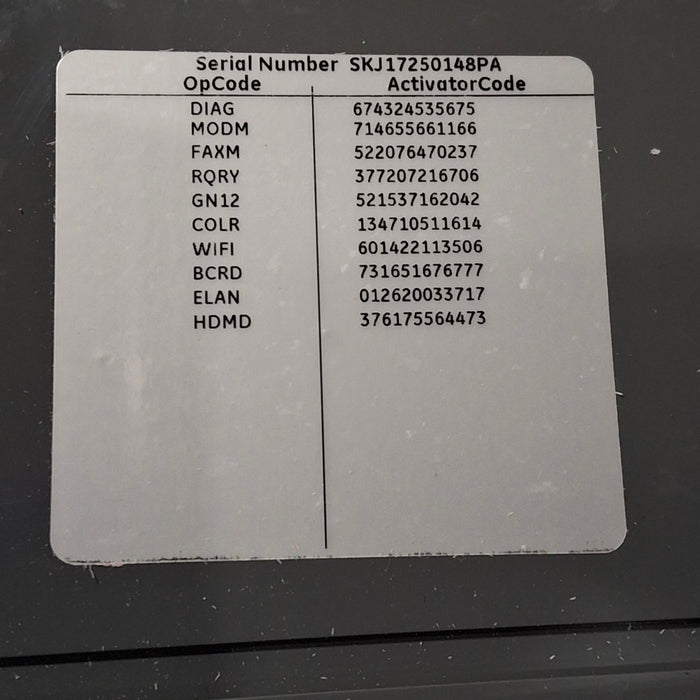 Serial Number SKJ17250148PA
OpCode ActivatorCode
DIAG 674324535675
MODM 714655661166
FAXM 522076470237
RQRY 377207216706
GN12 521537162042
COLR 134710511614
WIFI 601422113506
BCRD 731651676777
ELAN 012620033717
HDMD 376175564473